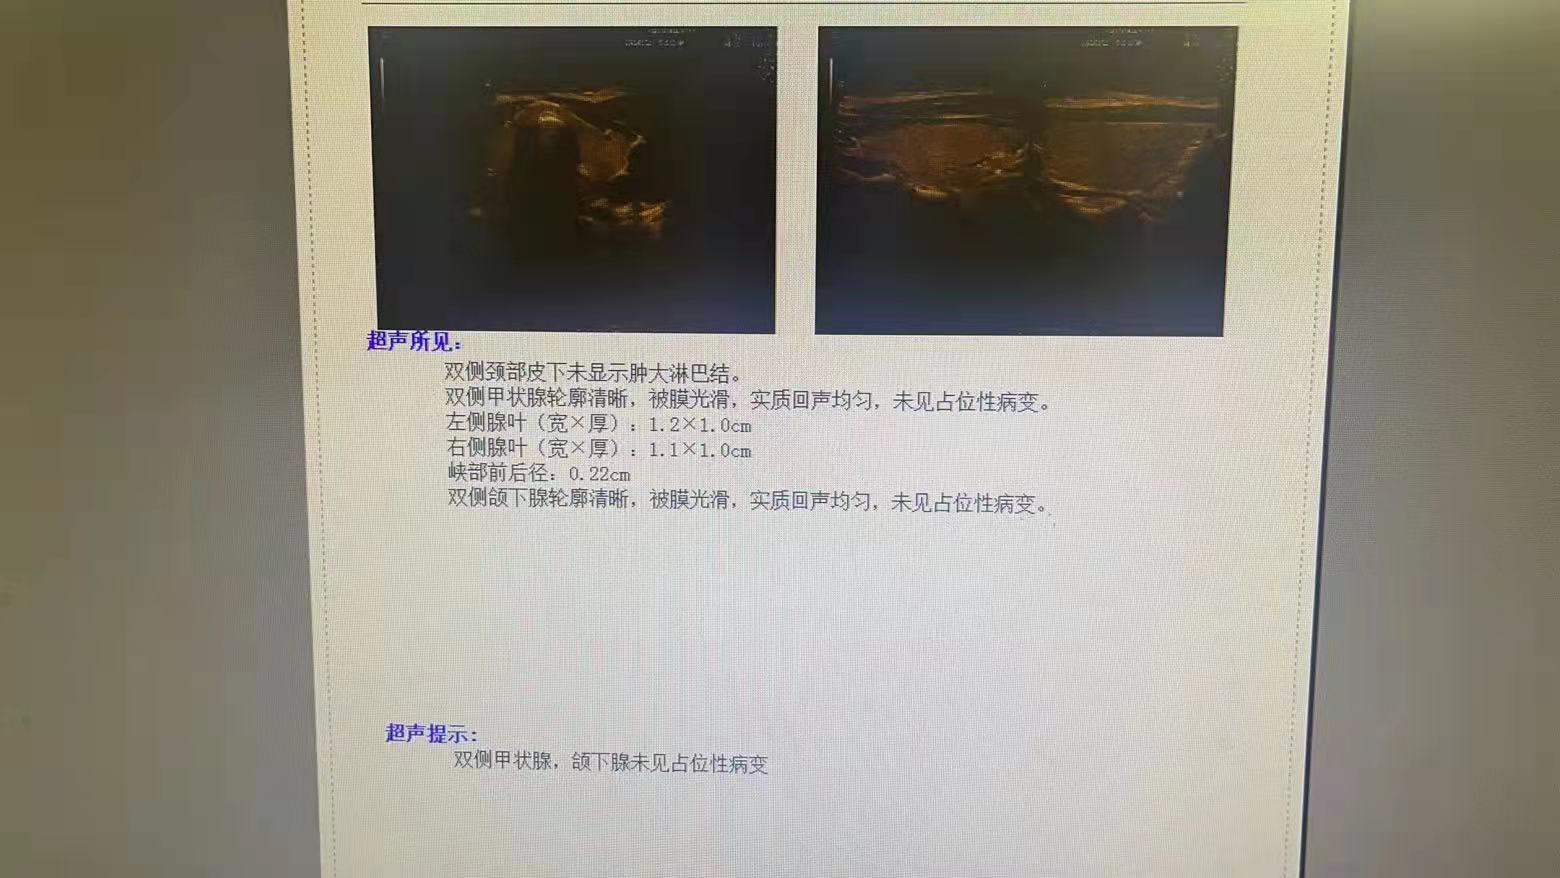 超声所见：
双侧颈部皮下未显示肿大淋巴结。
双侧甲状腺轮廓清晰，被膜光滑，实质回声均匀，未见占位性病变。
左侧腺叶（宽×厚）：1.2×1.0cm
右侧腺叶（宽×厚）：1.1×1.0cm
峡部前后径：0.22cm
双侧颌下腺轮廓清晰，被膜光滑，实质回声均匀，未见占位性病变。
超声提示：
双侧甲状腺，颌下腺未见占位性病变